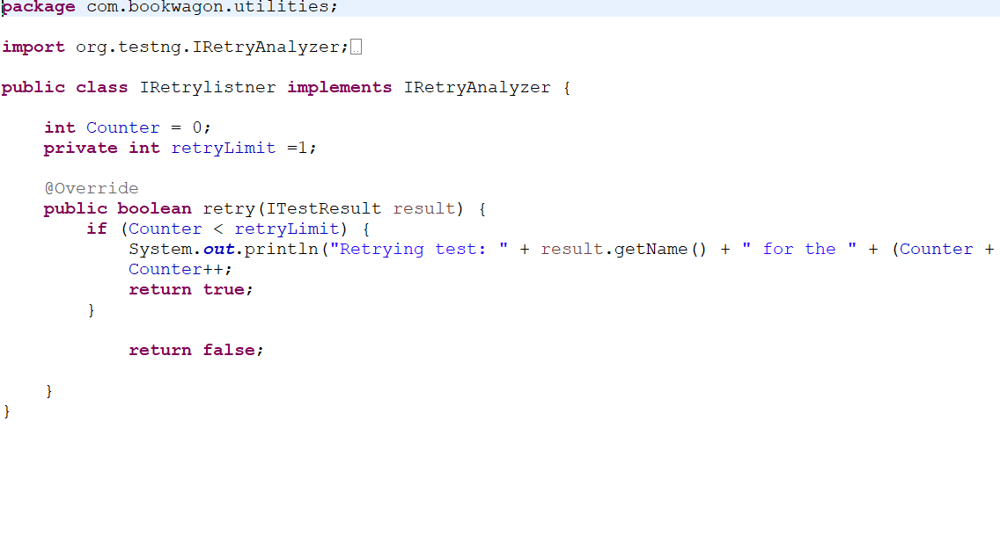 package com.bookwagon.utilities;
import org.testng.IRetryAnalyzer;
public class IRetrylistner implements IRetryAnalyzer {
int Counter = 0;
private int retryLimit =1;
@Override
public boolean retry(ITestResult result) {
if (Counter < retryLimit) {
System.out.println("Retrying test: " + result.getName() + " for the " + (Counter +
Counter++;
return true;
}
return false;
}
}